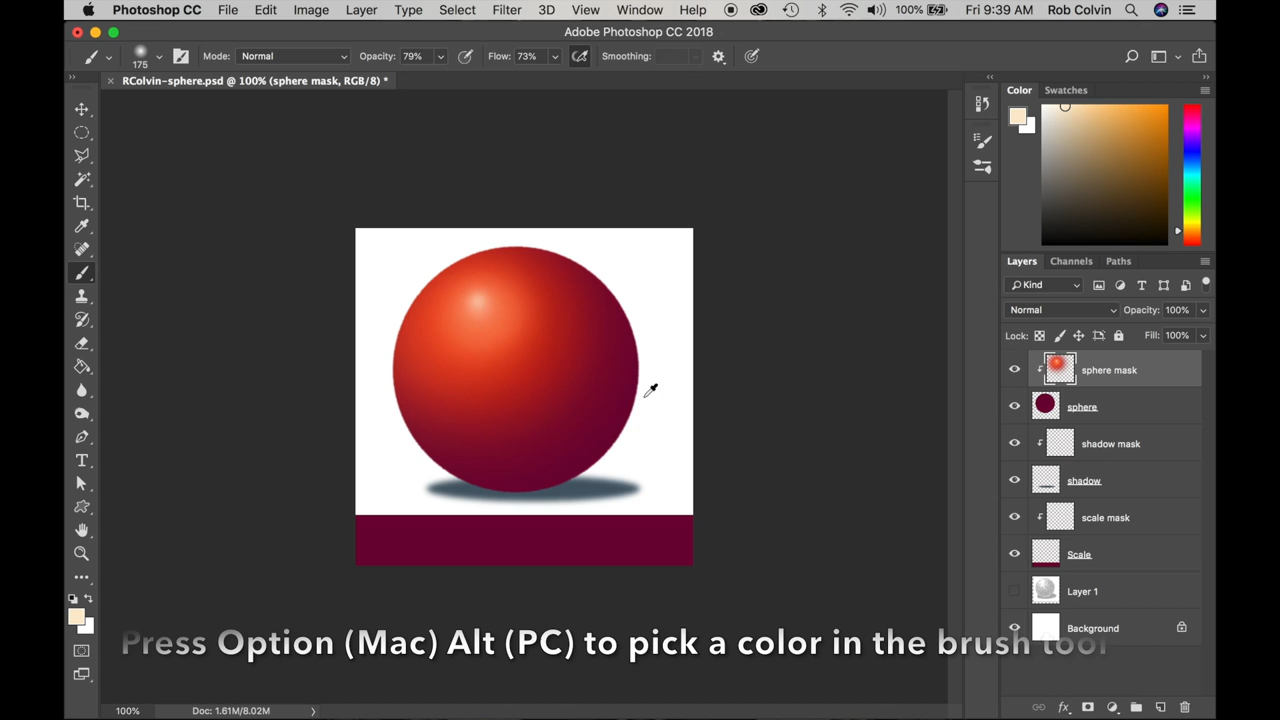 Photoshop CC File Edit Image Layer Type Select Filter 3D View Window Help 100% Fri 9:39 AM Rob Colvin
Adobe Photoshop CC 2018
175 Mode: Normal Opacity: 79% Flow: 73% Smoothing:
RColvin-sphere.psd @ 100% (sphere mask, RGB/8) *
Color Swatches
Layers Channels Paths
Kind
Normal Opacity: 100%
Lock: Fill: 100%
sphere mask
sphere
shadow mask
shadow
scale mask
Scale
Layer 1
Background
Press Option (Mac) Alt (PC) to pick a color in the brush tool
100% Doc: 1.61M/8.02M